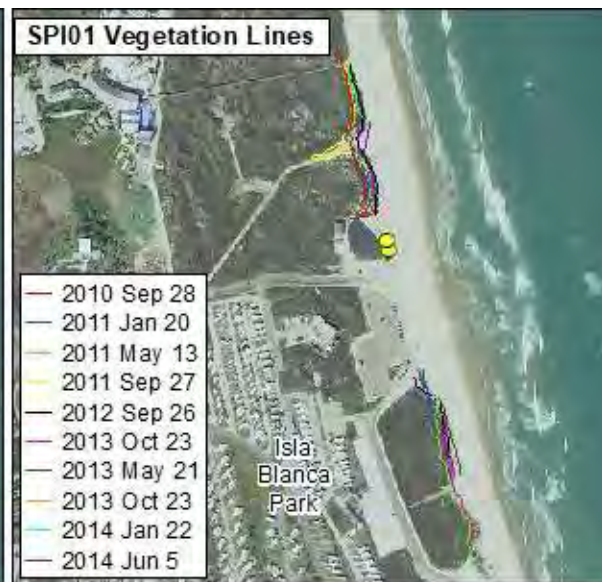 SPI01 Vegetation Lines
2010 Sep 28
2011 Jan 20
2011 May 13
2011 Sep 27
2012 Sep 26
2013 Oct 23
2013 May 21
2013 Oct 23
2014 Jan 22
2014 Jun 5
Isla
Blanca
Park